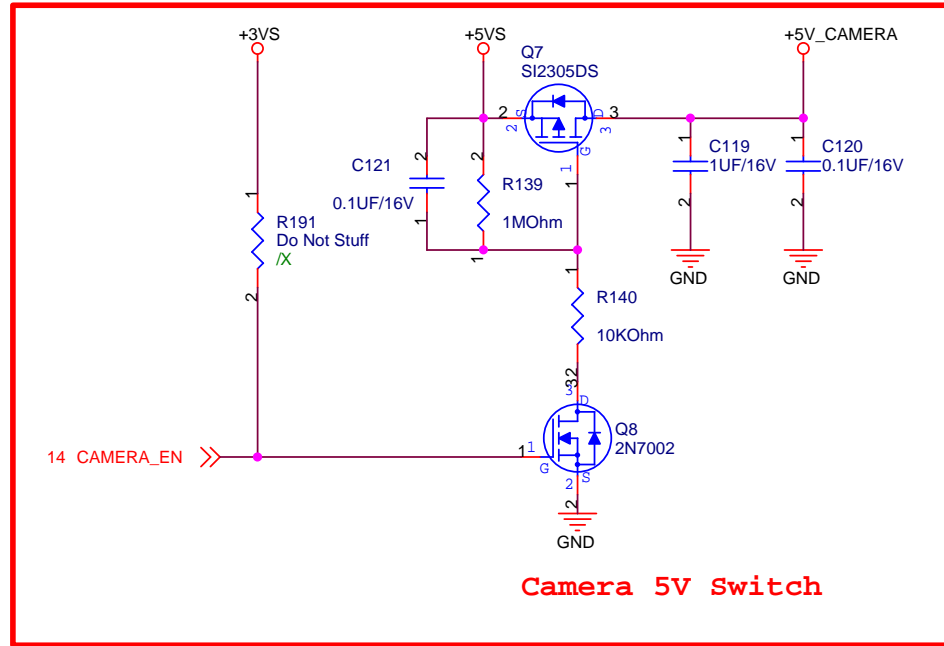 +3VS
+5VS
+5V_CAMERA
Q7
SI2305DS
2
S
2
D
3
3
G
1
1
C121
0.1UF/16V
2
1
2
R139
1MOhm
1
1
C119
1UF/16V
2
GND
1
C120
0.1UF/16V
2
GND
1
R191
Do Not Stuff
/X
2
1
R140
10KOhm
2
3
3
D
Q8
2N7002
14 CAMERA_EN
1
1
G
S
2
2
GND
Camera 5V Switch